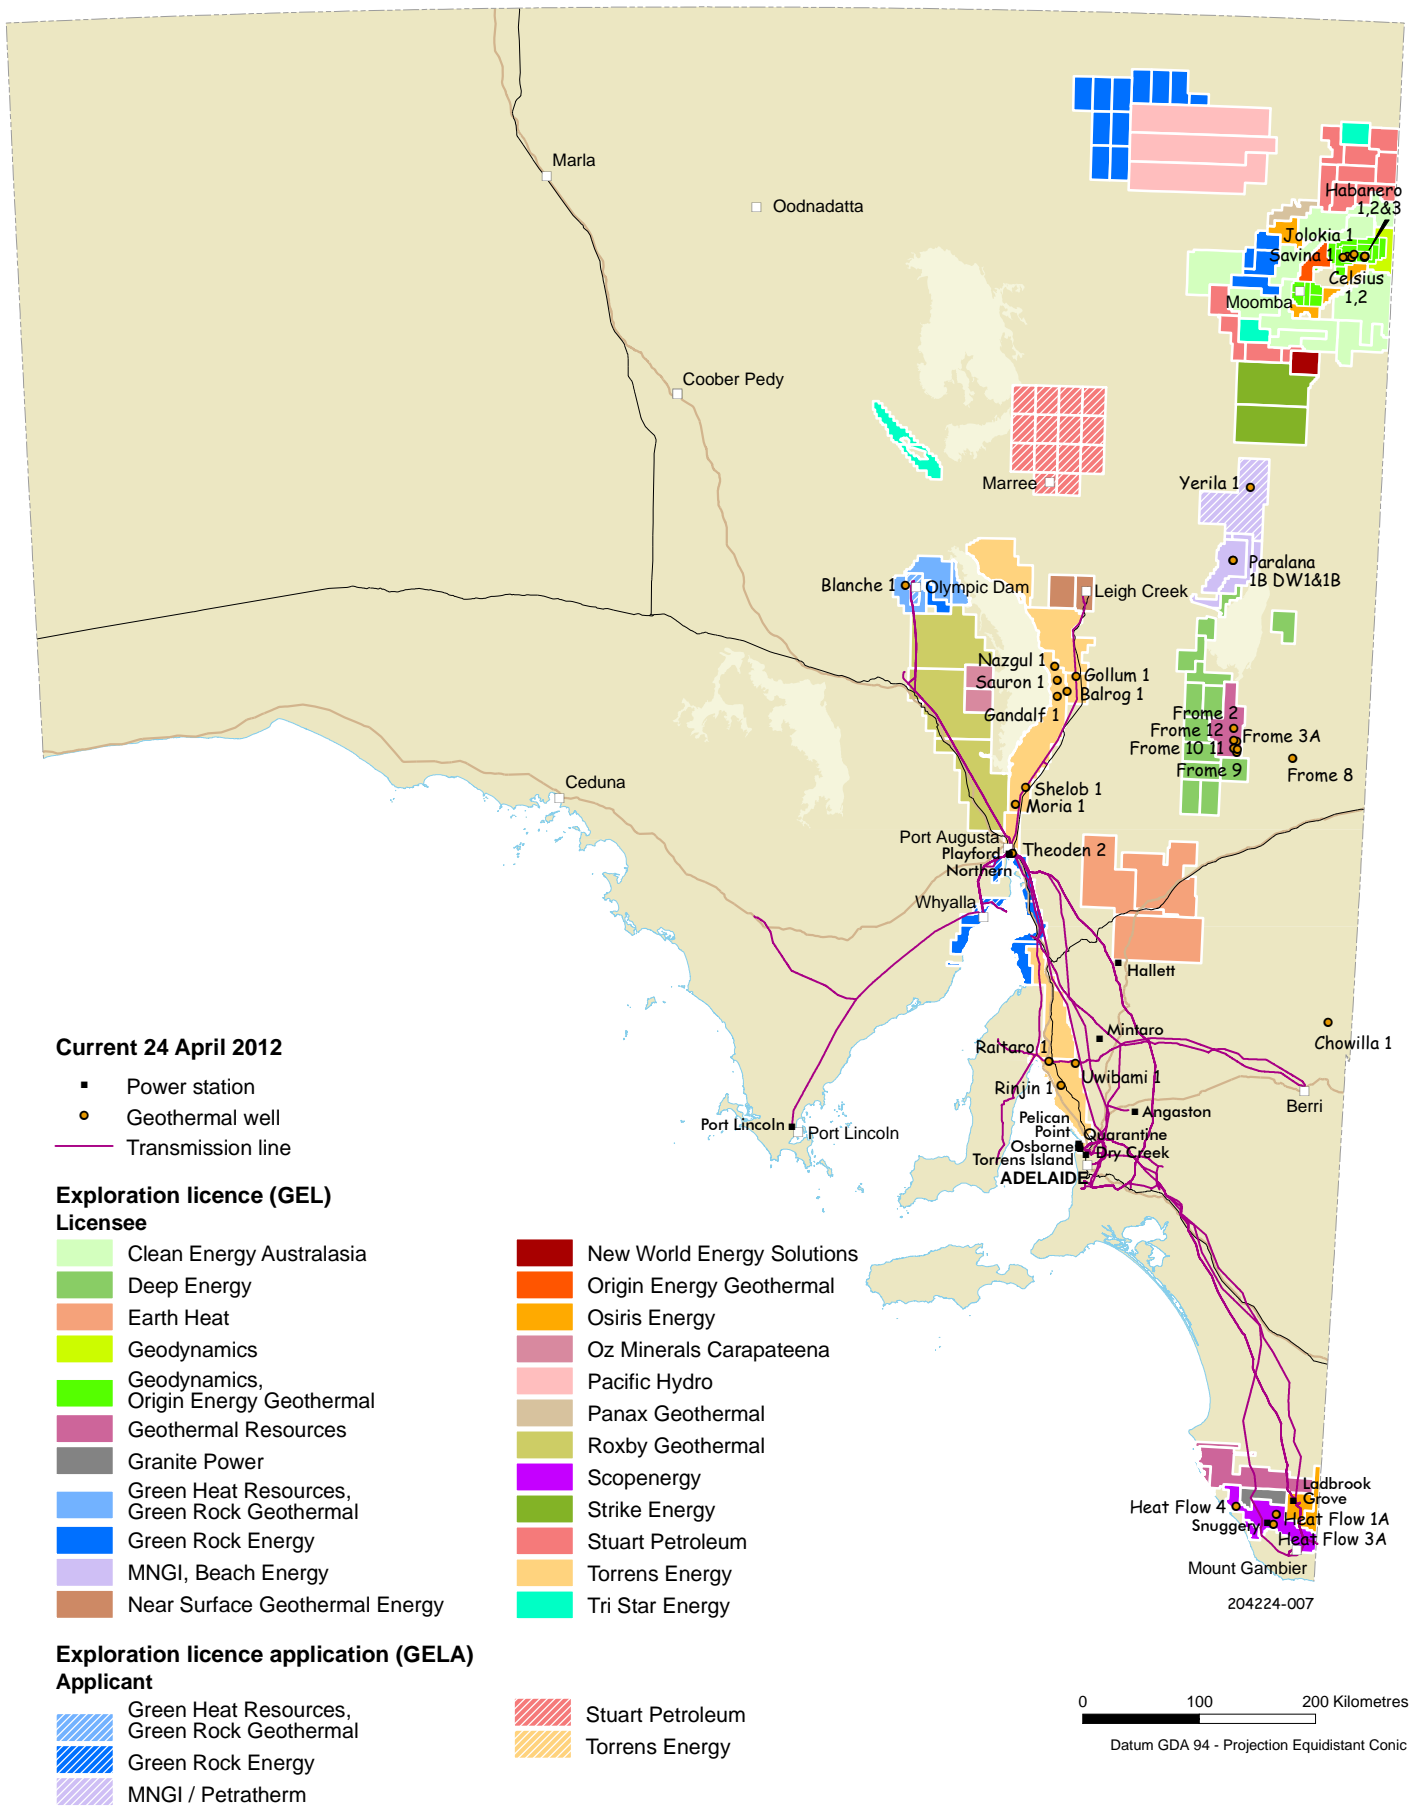 Marla
Oodnadatta
Habanero
1,2&3
Jolokia 1
Savina 1
Celsius
1,2
Moomba
Coober Pedy
Marree
Yerila 1
Paralana
1B DW1&1B
Blanche 1
Olympic Dam
Leigh Creek
Nazgul 1
Sauron 1
Gollum 1
Balrog 1
Gandalf 1
Frome 2
Frome 12
Frome 3A
Frome 10 11
Frome 9
Frome 8
Ceduna
Shelob 1
Moria 1
Port Augusta
Playford
Northern
Theoden 2
Whyalla
Hallett
Mintaro
Chowilla 1
Raitaro 1
Uwibami 1
Rinjin 1
Berri
Angaston
Pelican
Point
Quarantine
Osborne
Dry Creek
Torrens Island
ADELAIDE
Port Lincoln
Port Lincoln
Ladbrook
Grove
Heat Flow 4
Heat Flow 1A
Snuggery
Heat Flow 3A
Mount Gambier
204224-007
Current 24 April 2012
Power station
Geothermal well
Transmission line
Exploration licence (GEL)
Licensee
Clean Energy Australasia
Deep Energy
Earth Heat
Geodynamics
Geodynamics,
Origin Energy Geothermal
Geothermal Resources
Granite Power
Green Heat Resources,
Green Rock Geothermal
Green Rock Energy
MNGI, Beach Energy
Near Surface Geothermal Energy
New World Energy Solutions
Origin Energy Geothermal
Osiris Energy
Oz Minerals Carapateena
Pacific Hydro
Panax Geothermal
Roxby Geothermal
Scopenergy
Strike Energy
Stuart Petroleum
Torrens Energy
Tri Star Energy
Exploration licence application (GELA)
Applicant
Green Heat Resources,
Green Rock Geothermal
Green Rock Energy
MNGI / Petratherm
Stuart Petroleum
Torrens Energy
0 100 200 Kilometres
Datum GDA 94 - Projection Equidistant Conic